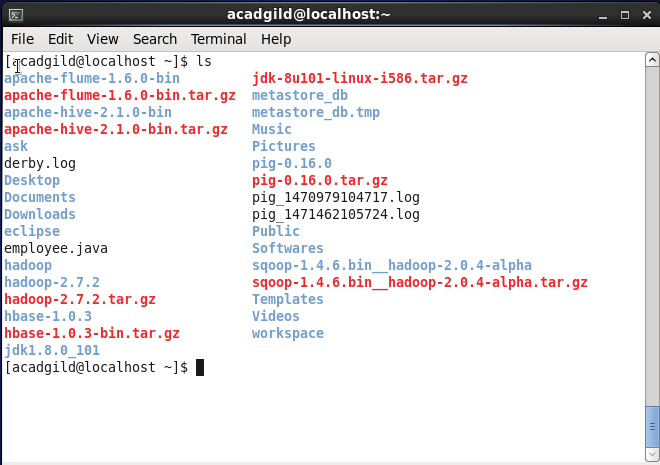 acadgild@localhost:~
File Edit View Search Terminal Help
[acadgild@localhost ~]$ ls
apache-flume-1.6.0-bin jdk-8u101-linux-i586.tar.gz
apache-flume-1.6.0-bin.tar.gz metastore_db
apache-hive-2.1.0-bin metastore_db.tmp
apache-hive-2.1.0-bin.tar.gz Music
ask Pictures
derby.log pig-0.16.0
Desktop pig-0.16.0.tar.gz
Documents pig_1470979104717.log
Downloads pig_1471462105724.log
eclipse Public
employee.java Softwares
hadoop sqoop-1.4.6.bin__hadoop-2.0.4-alpha
hadoop-2.7.2 sqoop-1.4.6.bin__hadoop-2.0.4-alpha.tar.gz
hadoop-2.7.2.tar.gz Templates
hbase-1.0.3 Videos
hbase-1.0.3-bin.tar.gz workspace
jdk1.8.0_101
[acadgild@localhost ~]$